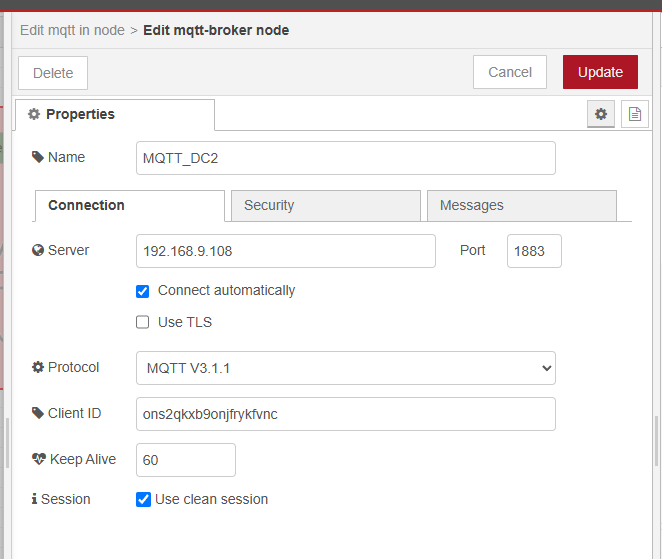 Edit mqtt in node > Edit mqtt-broker node
Delete Cancel Update
Properties
Name MQTT_DC2
Connection Security Messages
Server 192.168.9.108 Port 1883
Connect automatically
Use TLS
Protocol MQTT V3.1.1
Client ID ons2qkxb9onjfrykfvnc
Keep Alive 60
Session Use clean session